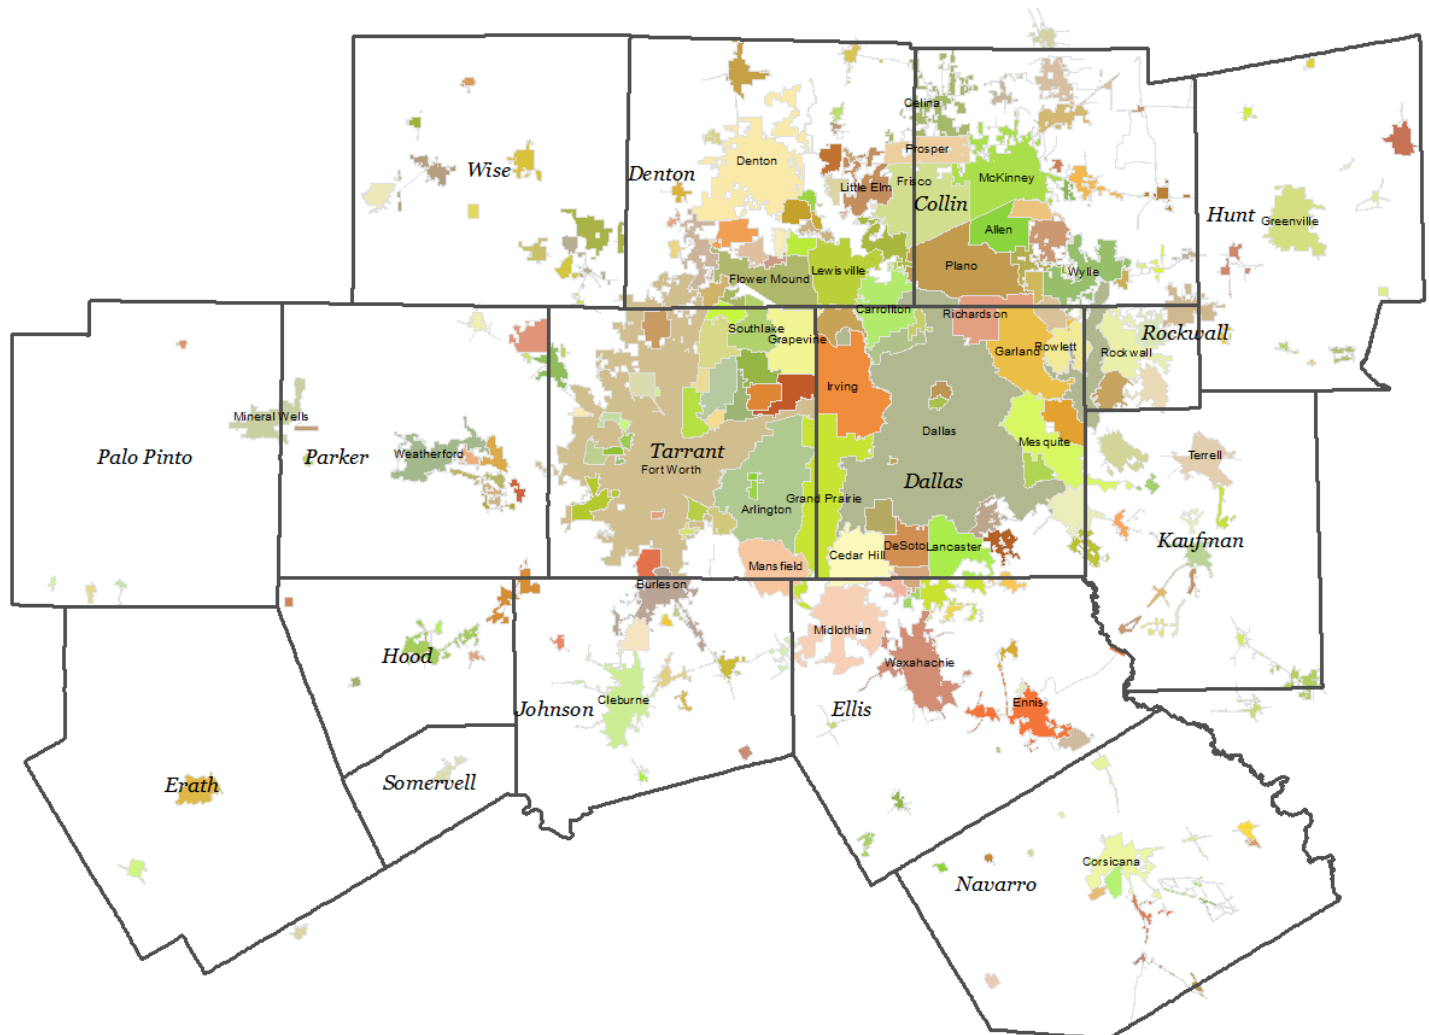 Celina
Prosper
Denton
Wise
Denton
Little Elm
Frisco
McKinney
Collin
Hunt
Greenville
Allen
Plano
Wylie
Flower Mound
Lewisville
Carrollton
Richardson
Southlake
Grapevine
Rockwall
Garland
Rowlett
Rockwall
Irving
Mineral Wells
Dallas
Mesquite
Palo Pinto
Parker
Weatherford
Tarrant
Fort Worth
Terrell
Dallas
Grand Prairie
Arlington
Kaufman
Cedar Hill
DeSoto
Lancaster
Mansfield
Burleson
Midlothian
Hood
Waxahachie
Johnson
Cleburne
Ellis
Ennis
Erath
Somervell
Corsicana
Navarro